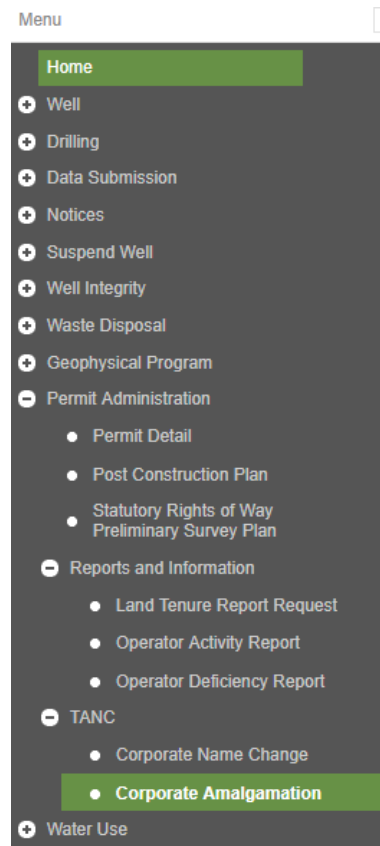 Menu
Home
Well
Drilling
Data Submission
Notices
Suspend Well
Well Integrity
Waste Disposal
Geophysical Program
Permit Administration
Permit Detail
Post Construction Plan
Statutory Rights of Way
Preliminary Survey Plan
Reports and Information
Land Tenure Report Request
Operator Activity Report
Operator Deficiency Report
TANC
Corporate Name Change
Corporate Amalgamation
Water Use